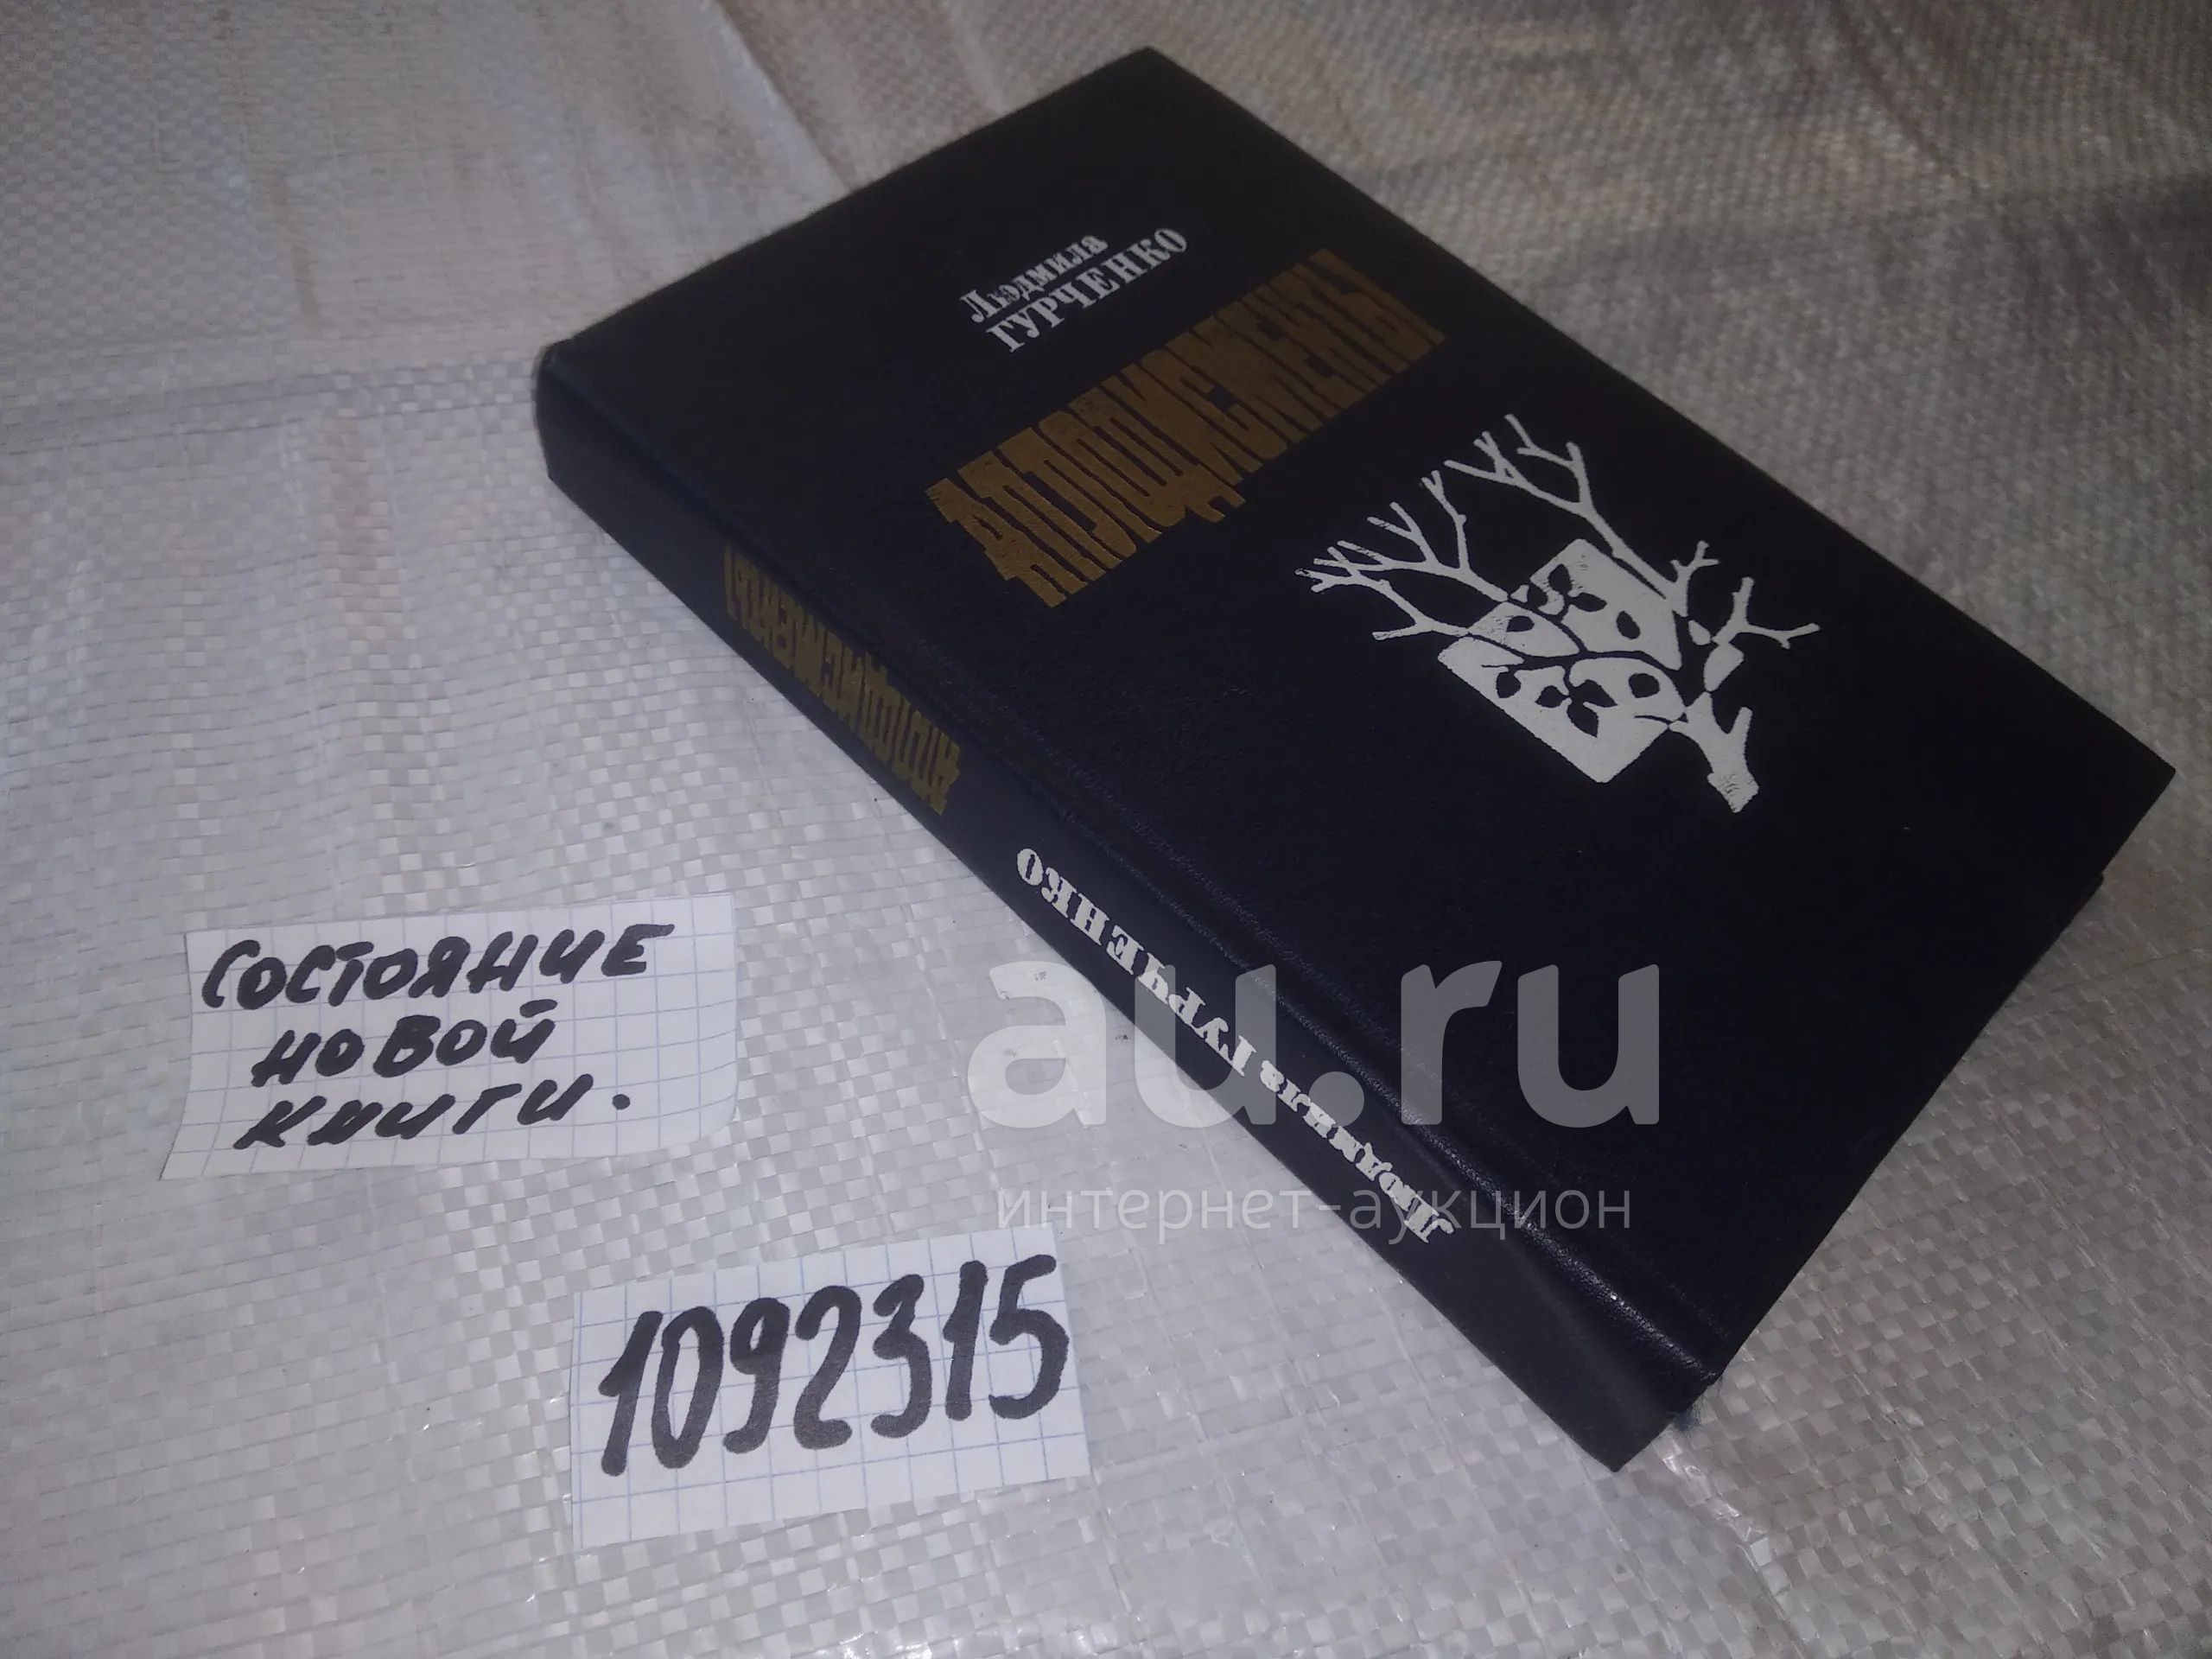 Людмила
ГУРЧЕНКО
АПЛОДИСМЕНТЫ
Людмила ГУРЧЕНКО
АПЛОДИСМЕНТЫ
СОСТОЯНИЕ
НОВОЙ
КНИГИ.
1092315
au.ru
интернет-аукцион